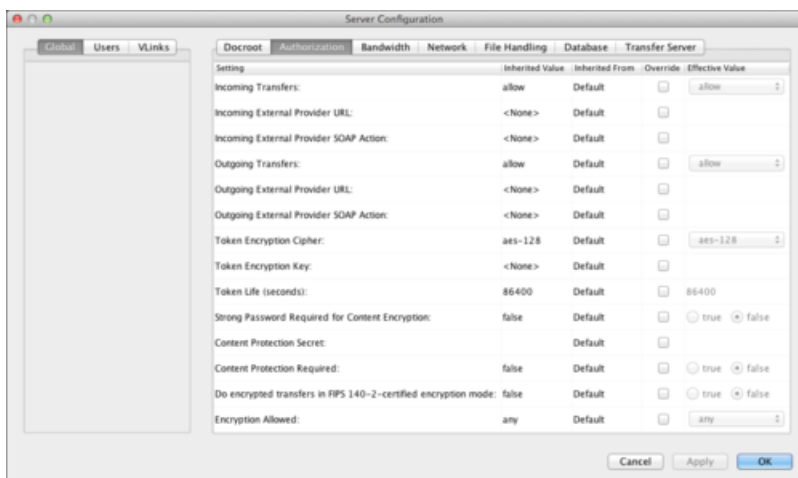 Server Configuration
Global Users VLinks
Docroot Authorization Bandwidth Network File Handling Database Transfer Server
Setting Inherited Value Inherited From Override Effective Value
Incoming Transfers: allow Default allow
Incoming External Provider URL: <None> Default
Incoming External Provider SOAP Action: <None> Default
Outgoing Transfers: allow Default allow
Outgoing External Provider URL: <None> Default
Outgoing External Provider SOAP Action: <None> Default
Token Encryption Cipher: aes-128 Default aes-128
Token Encryption Key: <None> Default
Token Life (seconds): 86400 Default 86400
Strong Password Required for Content Encryption: false Default true false
Content Protection Secret: Default
Content Protection Required: false Default true false
Do encrypted transfers in FIPS 140-2-certified encryption mode: false Default true false
Encryption Allowed: any Default any
Cancel Apply OK